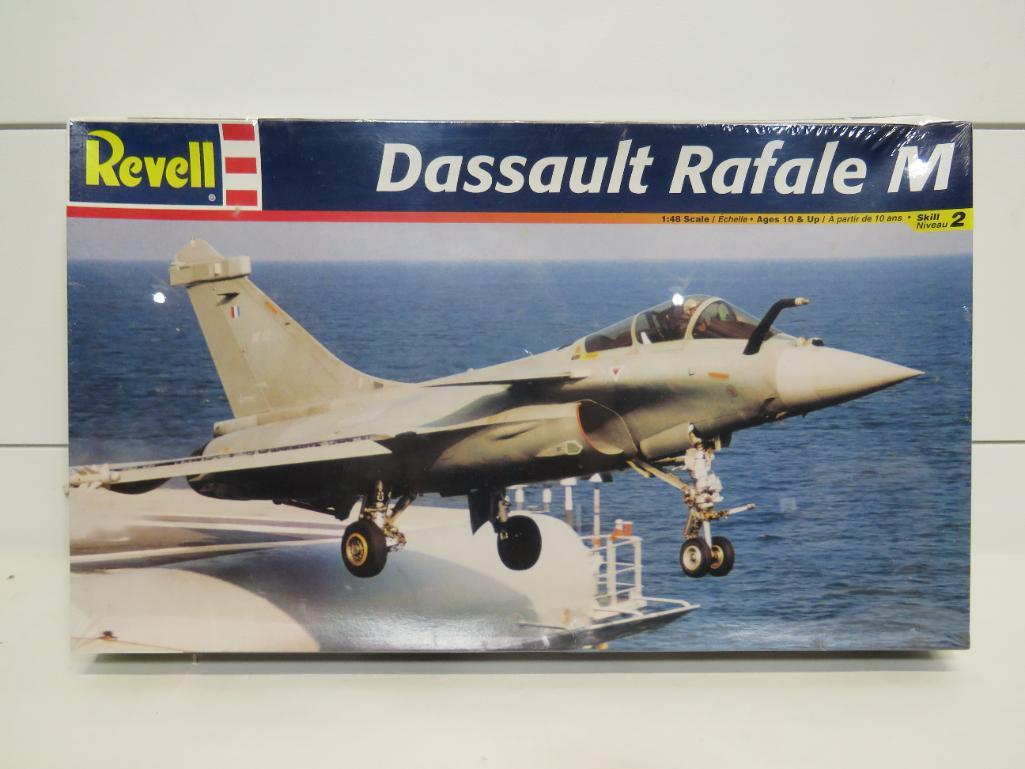 Revell ®
Dassault Rafale M
1:48 Scale / Echelle • Ages 10 & Up / A partir de 10 ans • Skill Niveau 2